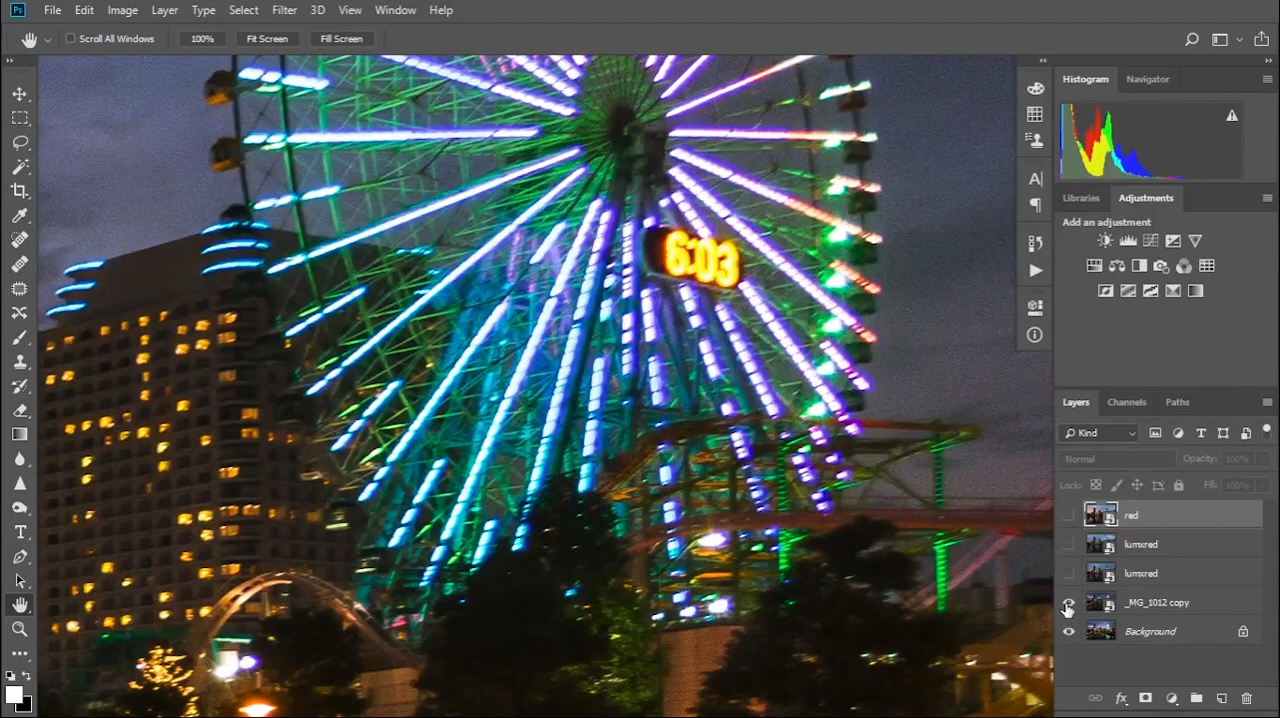 Ps File Edit Image Layer Type Select Filter 3D View Window Help
Scroll All Windows 100% Fit Screen Fill Screen
Histogram Navigator
Libraries Adjustments
Add an adjustment
6:03
Layers Channels Paths
Kind
Normal Opacity: 100%
Lock: Fill: 100%
red
lumxred
lumxred
_MG_1012 copy
Background